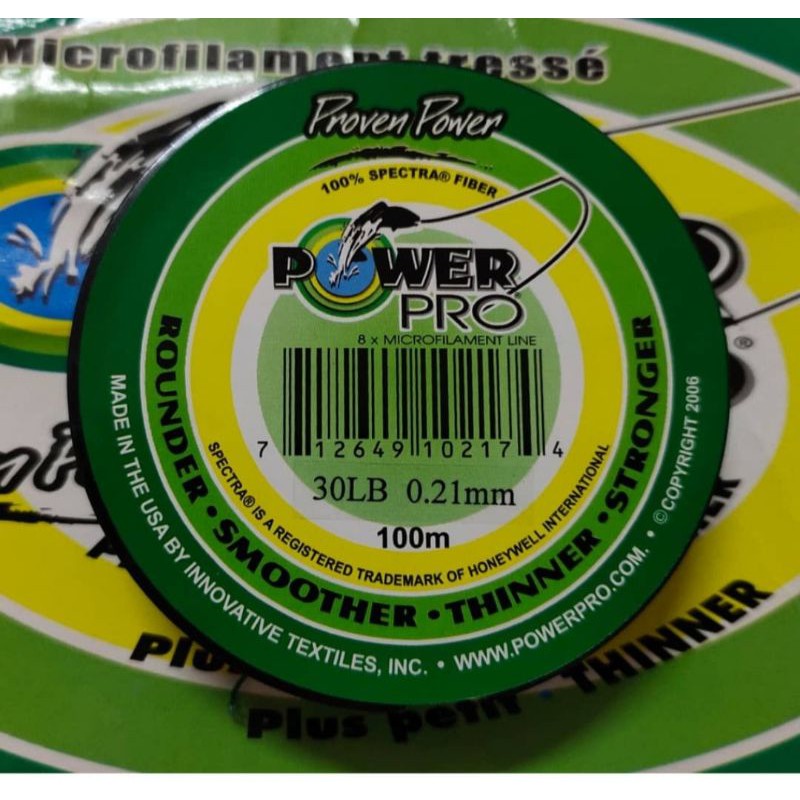 Microfilament tressé
Proven Power
100% SPECTRA® FIBER
POWER
PRO®
8 x MICROFILAMENT LINE
7 12649 10217 4
30LB 0.21mm
100m
SPECTRA® IS A REGISTERED TRADEMARK OF HONEYWELL INTERNATIONAL
ROUNDER • SMOOTHER • THINNER • STRONGER
MADE IN THE USA BY INNOVATIVE TEXTILES, INC. • WWW.POWERPRO.COM. • © COPYRIGHT 2006
®
Plus petit • THINNER